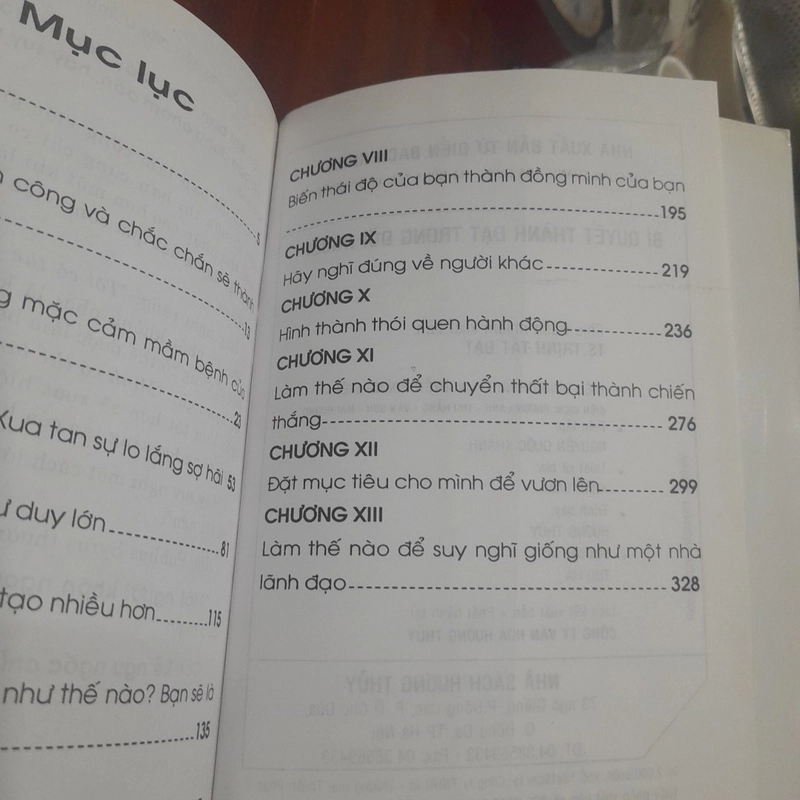 Mục lục
5
công và chắc chắn sẽ thành
13
mặc cảm mầm bệnh của
23
Xua tan sự lo lắng sợ hãi 53
duy lớn 81
tạo nhiều hơn 115
như thế nào? Bạn sẽ là
135
CHƯƠNG VIII
Biến thái độ của bạn thành đồng minh của bạn
195
CHƯƠNG IX
Hãy nghĩ đúng về người khác 219
CHƯƠNG X
Hình thành thói quen hành động 236
CHƯƠNG XI
Làm thế nào để chuyển thất bại thành chiến
thắng 276
CHƯƠNG XII
Đặt mục tiêu cho mình để vươn lên 299
CHƯƠNG XIII
Làm thế nào để suy nghĩ giống như một nhà
lãnh đạo 328